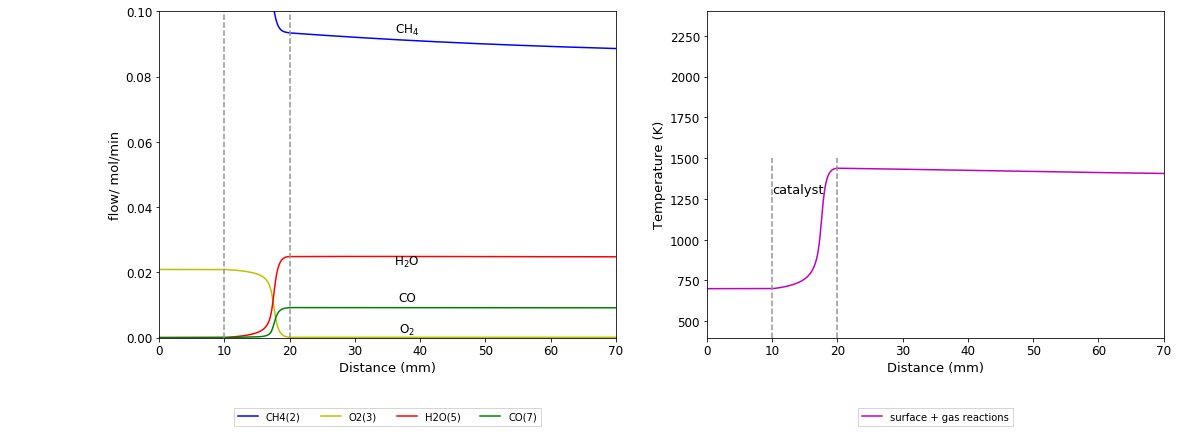 0.10
0.08
0.06
0.04
0.02
0.00
flow/ mol/min
CH₄
H₂O
CO
O₂
0 10 20 30 40 50 60 70
Distance (mm)
CH4(2) O2(3) H2O(5) CO(7)
2250
2000
1750
1500
1250
1000
750
500
Temperature (K)
catalyst
0 10 20 30 40 50 60 70
Distance (mm)
surface + gas reactions